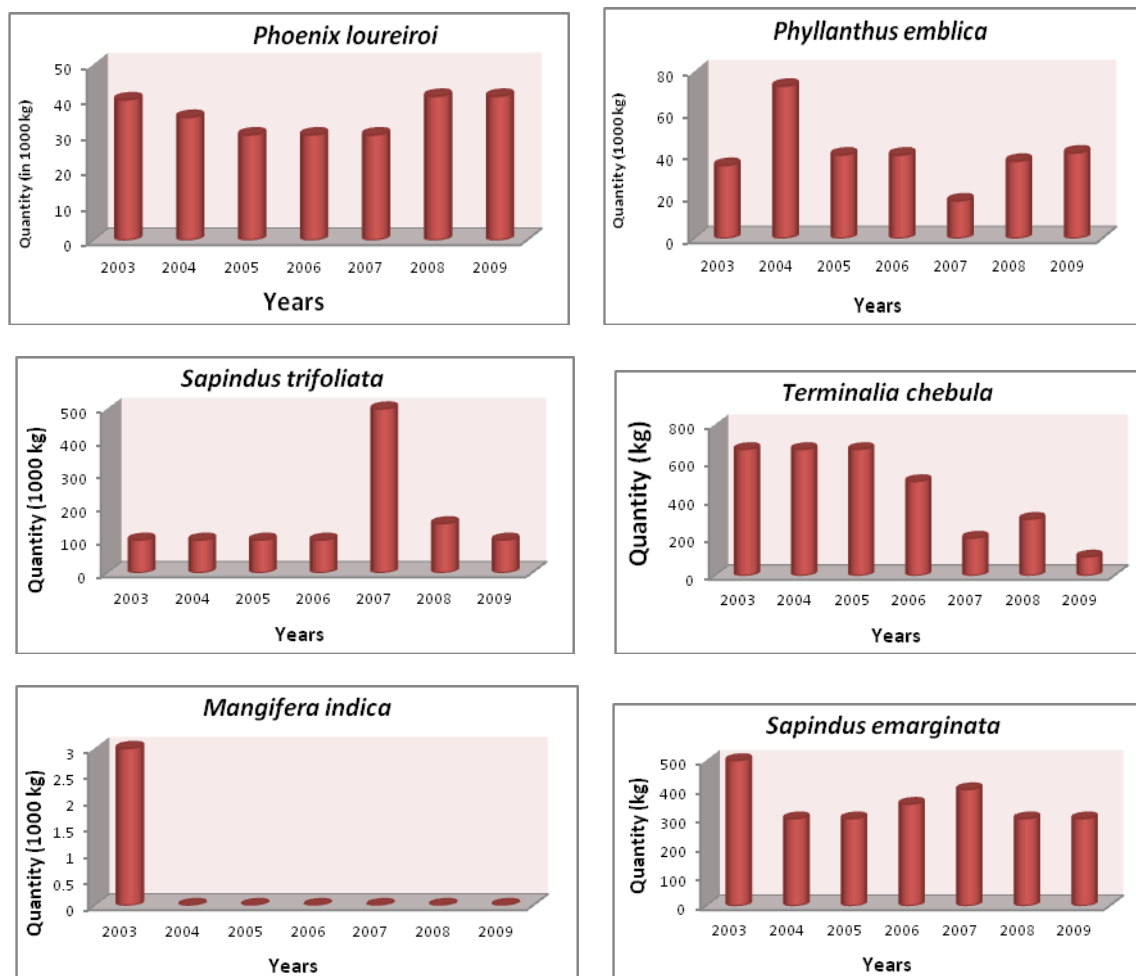 Phoenix loureiroi
Quantity (in 1000 kg)
50
40
30
20
10
0
2003 2004 2005 2006 2007 2008 2009
Years
Phyllanthus emblica
Quantity (1000 kg)
80
60
40
20
0
2003 2004 2005 2006 2007 2008 2009
Years
Sapindus trifoliata
Quantity (1000 kg)
500
400
300
200
100
0
2003 2004 2005 2006 2007 2008 2009
Years
Terminalia chebula
Quantity (kg)
800
600
400
200
0
2003 2004 2005 2006 2007 2008 2009
Years
Mangifera indica
Quantity (1000 kg)
3
2.5
2
1.5
1
0.5
0
2003 2004 2005 2006 2007 2008 2009
Years
Sapindus emarginata
Quantity (kg)
500
400
300
200
100
0
2003 2004 2005 2006 2007 2008 2009
Years